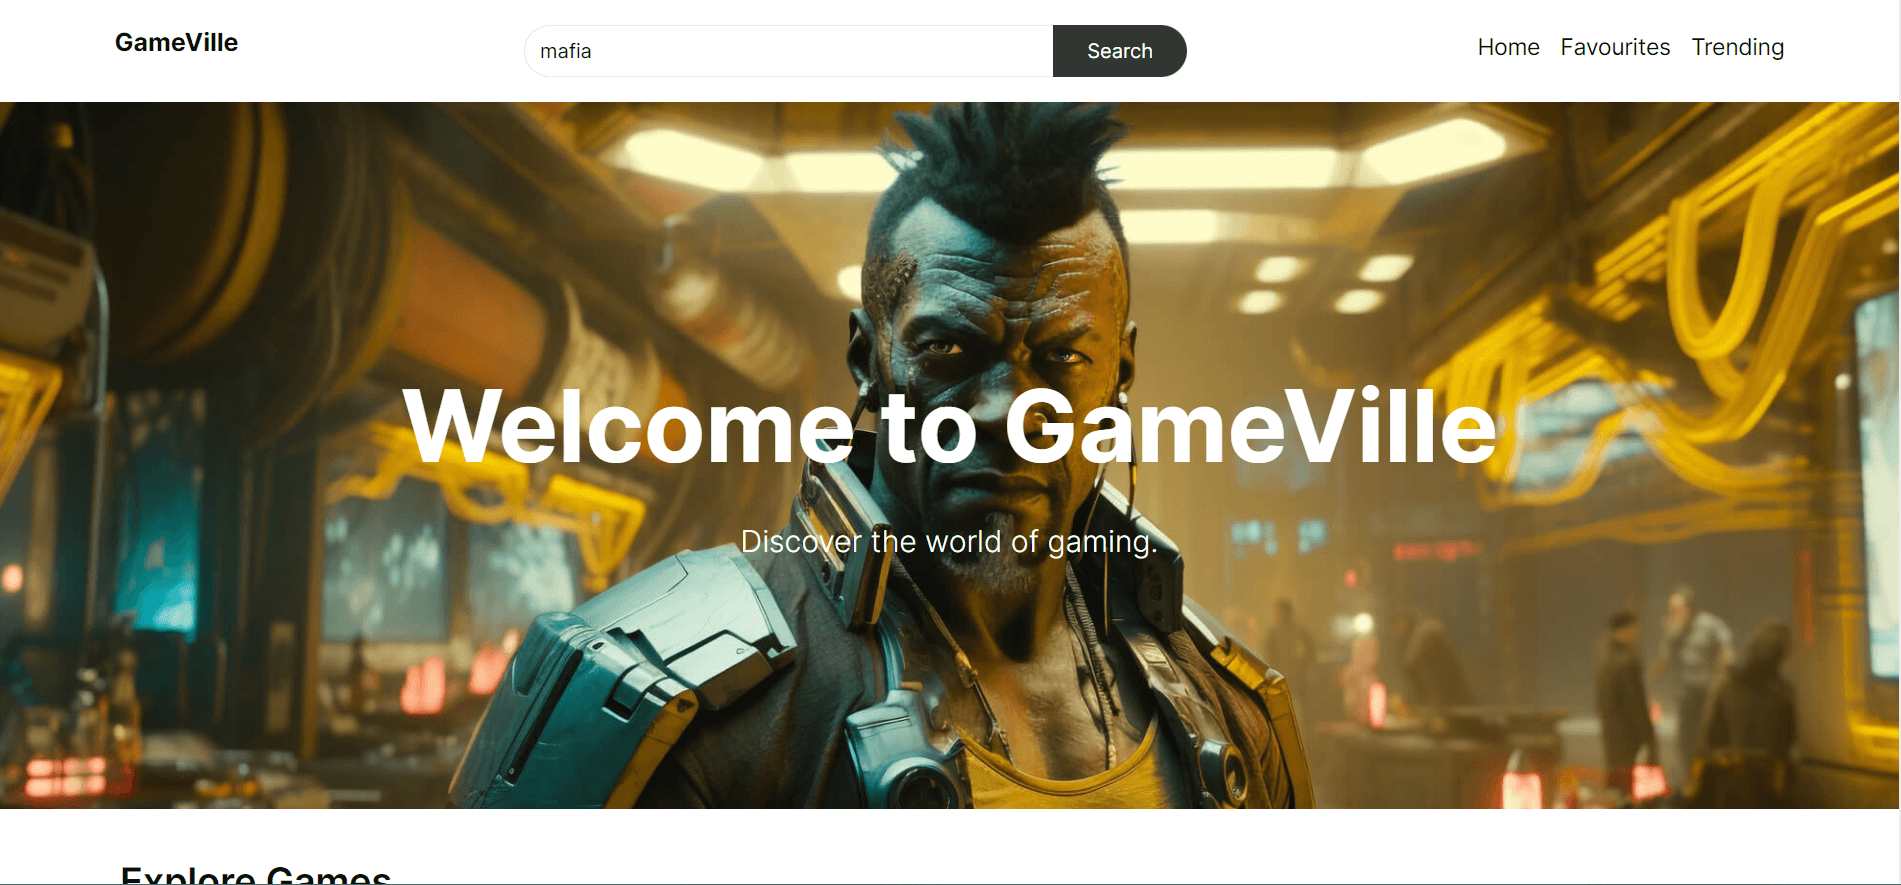 GameVille
mafia
Search
Home Favourites Trending
Welcome to GameVille
Discover the world of gaming.
Explore Games